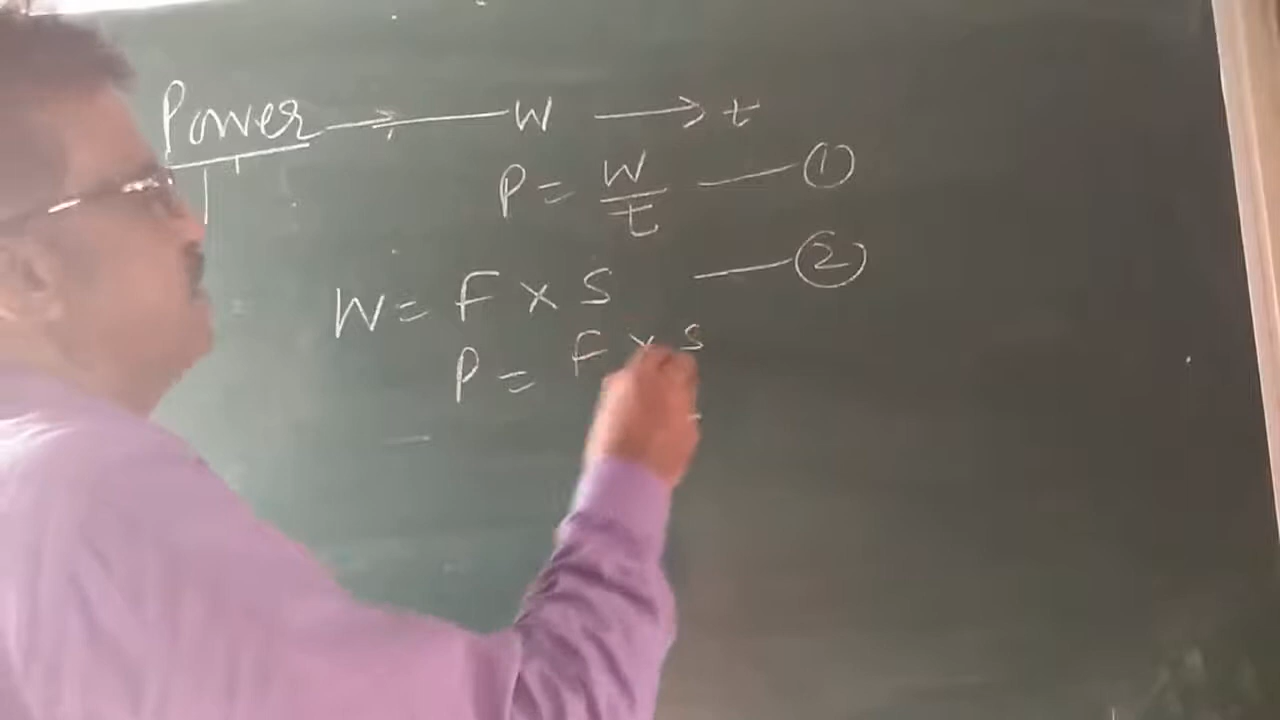 Power → W → t
P = W/t — ①
W = F × S — ②
P = F × S